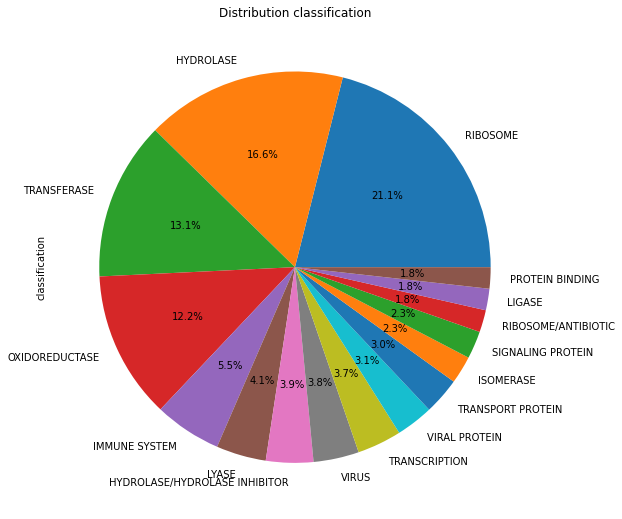 Distribution classification
HYDROLASE
RIBOSOME
16.6%
21.1%
TRANSFERASE
13.1%
classification
1.8%
PROTEIN BINDING
1.8%
LIGASE
1.8%
RIBOSOME/ANTIBIOTIC
2.3%
SIGNALING PROTEIN
2.3%
ISOMERASE
3.0%
TRANSPORT PROTEIN
3.1%
VIRAL PROTEIN
3.7%
TRANSCRIPTION
3.8%
VIRUS
3.9%
HYDROLASE/HYDROLASE INHIBITOR
4.1%
LYASE
5.5%
IMMUNE SYSTEM
12.2%
OXIDOREDUCTASE